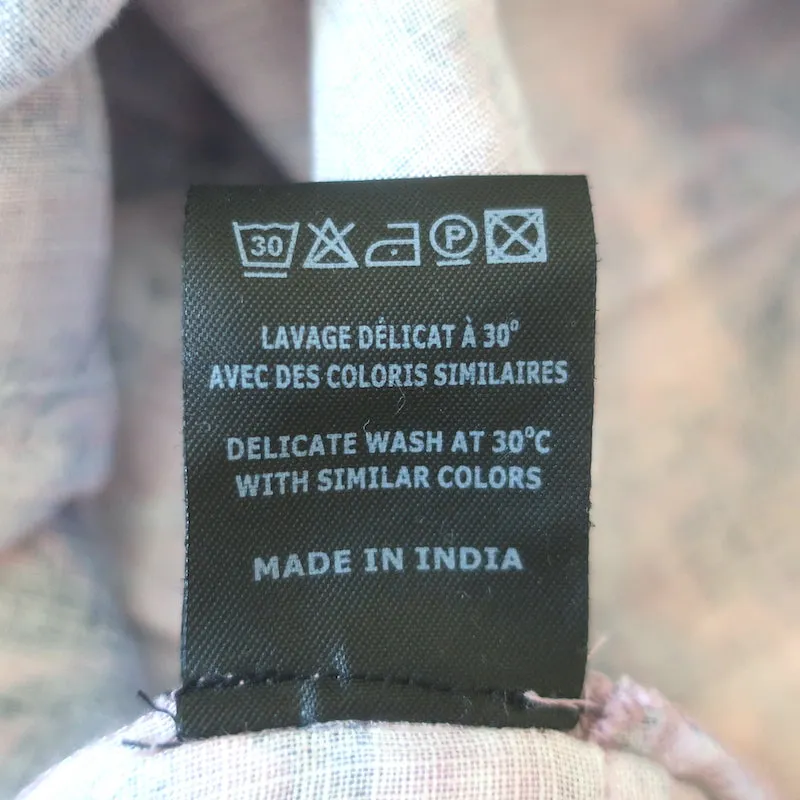 30 P
LAVAGE DÉLICAT À 30°
AVEC DES COLORIS SIMILAIRES
DELICATE WASH AT 30°C
WITH SIMILAR COLORS
MADE IN INDIA